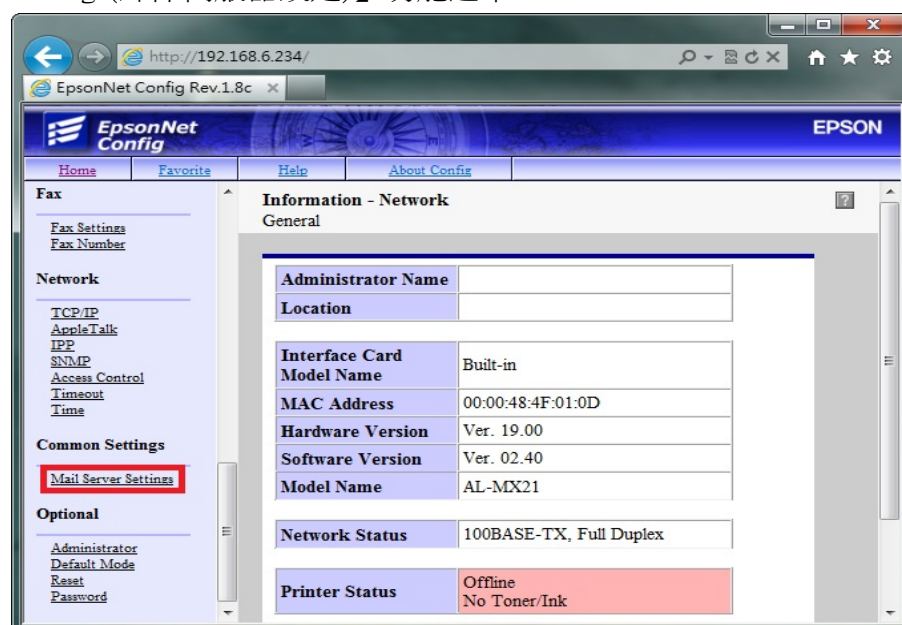 http://192.168.6.234/
EpsonNet Config Rev.1.8c
EpsonNet
Config
EPSON
Home
Favorite
Help
About Config
Fax
Fax Settings
Fax Number
Network
TCP/IP
AppleTalk
IPP
SNMP
Access Control
Timeout
Time
Common Settings
Mail Server Settings
Optional
Administrator
Default Mode
Reset
Password
Information - Network
General
Administrator Name
Location
Interface Card
Model Name
Built-in
MAC Address 00:00:48:4F:01:0D
Hardware Version Ver. 19.00
Software Version Ver. 02.40
Model Name AL-MX21
Network Status 100BASE-TX, Full Duplex
Printer Status
Offline
No Toner/Ink